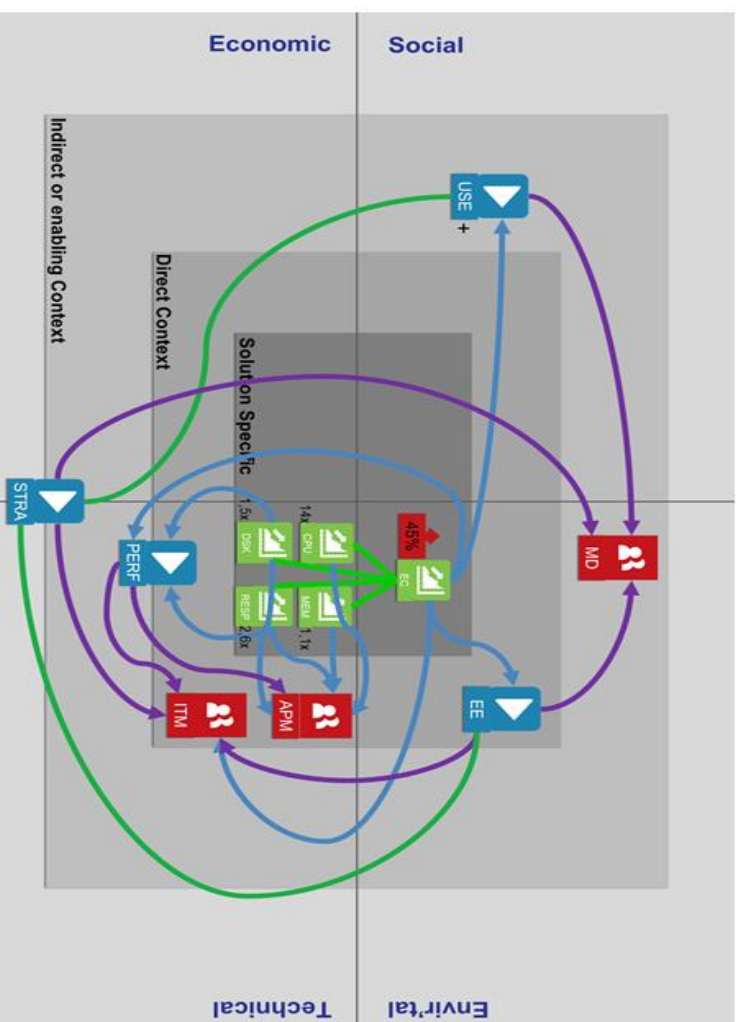 Economic
Social
Indirect or enabling Context
Direct Context
Solution Specific
USE
+
STRA
PERF
1,5x
DSK
14x
CPU
45%
EC
RESP
2,6x
MEM
1,1x
MD
EE
ITM
APM
Technical
Envir'tal